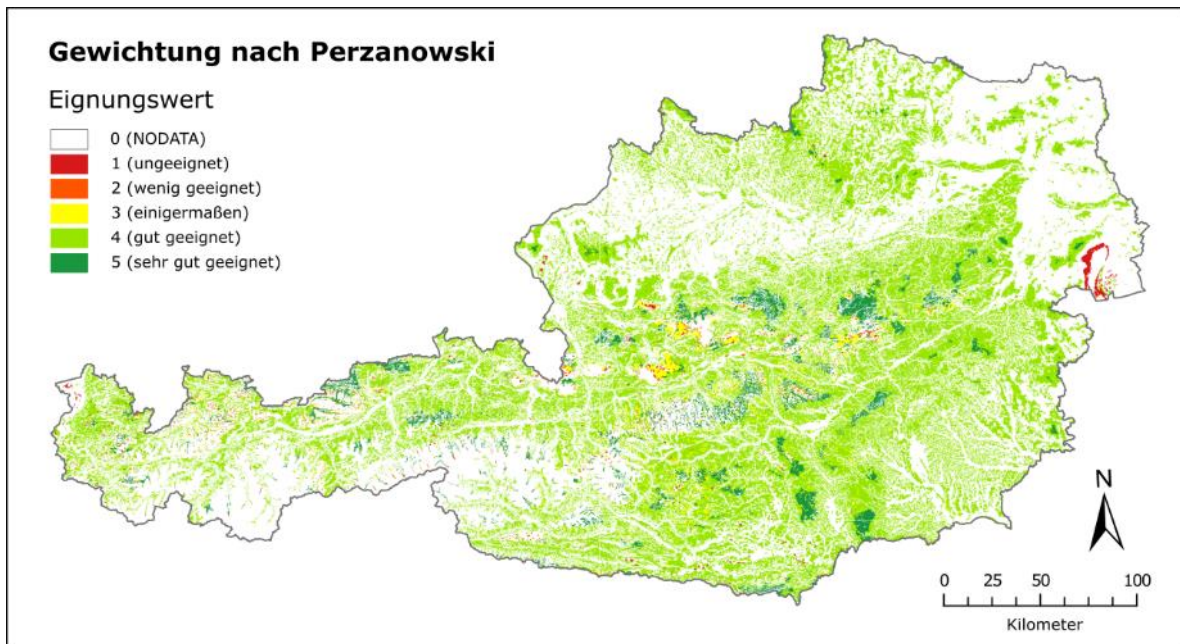 Gewichtung nach Perzanowski
Eignungswert
0 (NODATA)
1 (ungeeignet)
2 (wenig geeignet)
3 (einigermaßen)
4 (gut geeignet)
5 (sehr gut geeignet)
N
0 25 50 100
Kilometer